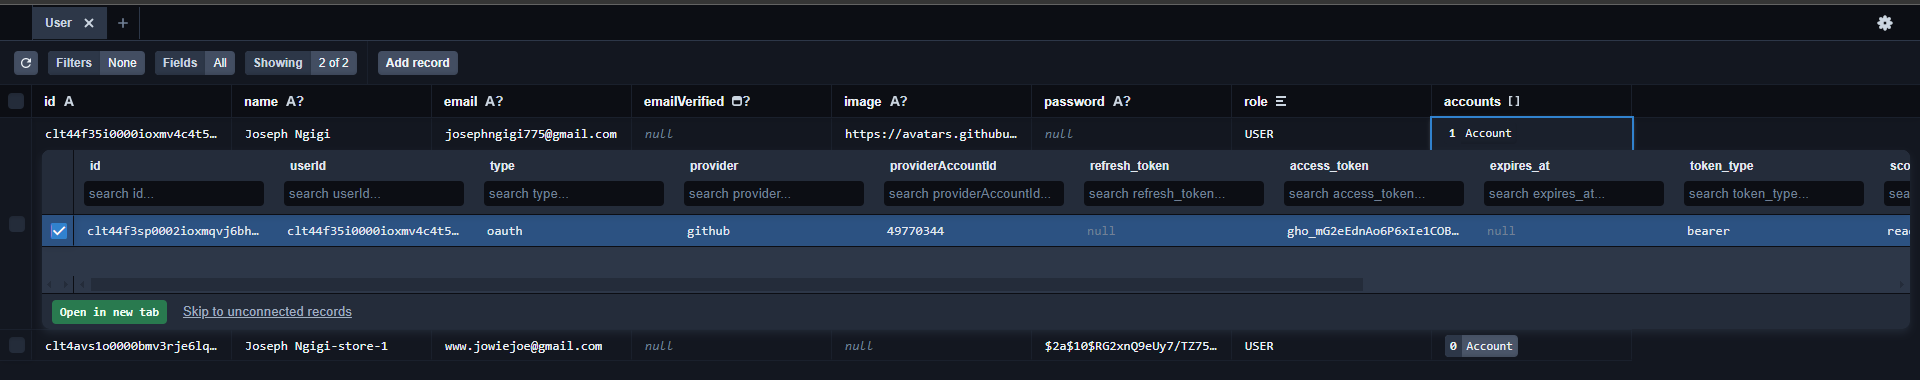 User ✕ +
Filters None Fields All Showing 2 of 2 Add record
id A name A? email A? emailVerified ? image A? password A? role accounts []
clt44f35i0000ioxmv4c4t5… Joseph Ngigi josephngigi775@gmail.com null https://avatars.githubu… null USER 1 Account
id userId type provider providerAccountId refresh_token access_token expires_at token_type sco
search id... search userId... search type... search provider... search providerAccountId... search refresh_token... search access_token... search expires_at... search token_type... sea
clt44f3sp0002ioxmqvj6bh… clt44f35i0000ioxmv4c4t5… oauth github 49770344 null gho_mG2eEdnAo6P6xIe1COB… null bearer rea
Open in new tab Skip to unconnected records
clt4avs1o0000bmv3rje6lq… Joseph Ngigi-store-1 www.jowiejoe@gmail.com null null $2a$10$RG2xnQ9eUy7/TZ75… USER 0 Account